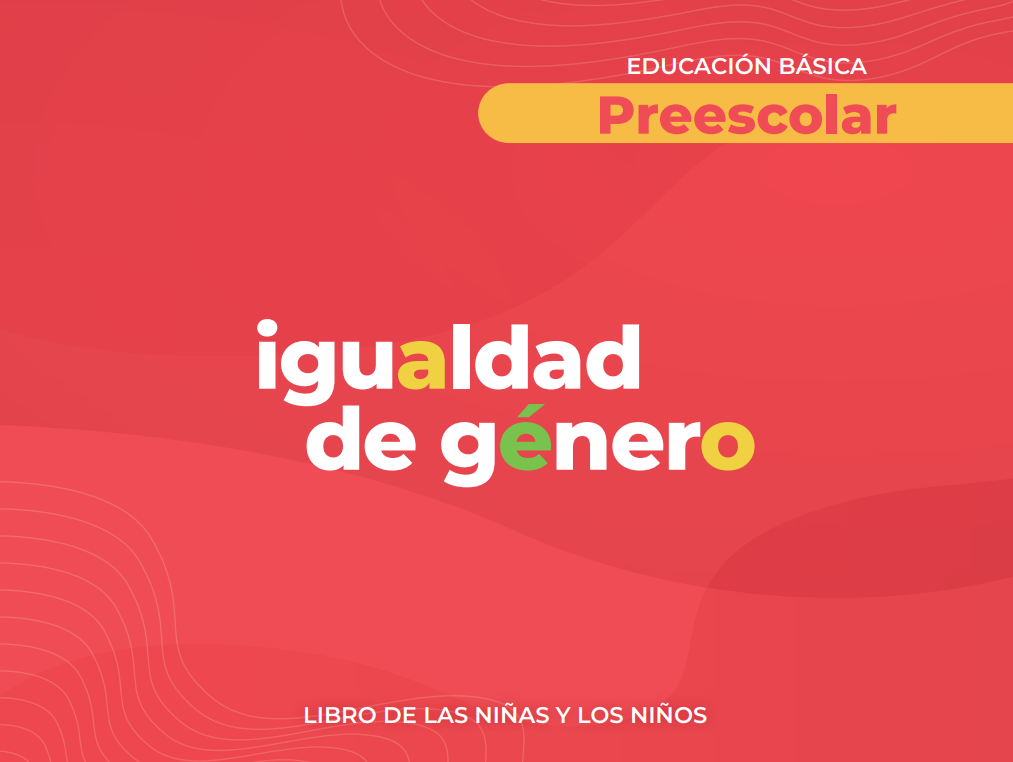 EDUCACIÓN BÁSICA
Preescolar
igualdad
de género
LIBRO DE LAS NIÑAS Y LOS NIÑOS